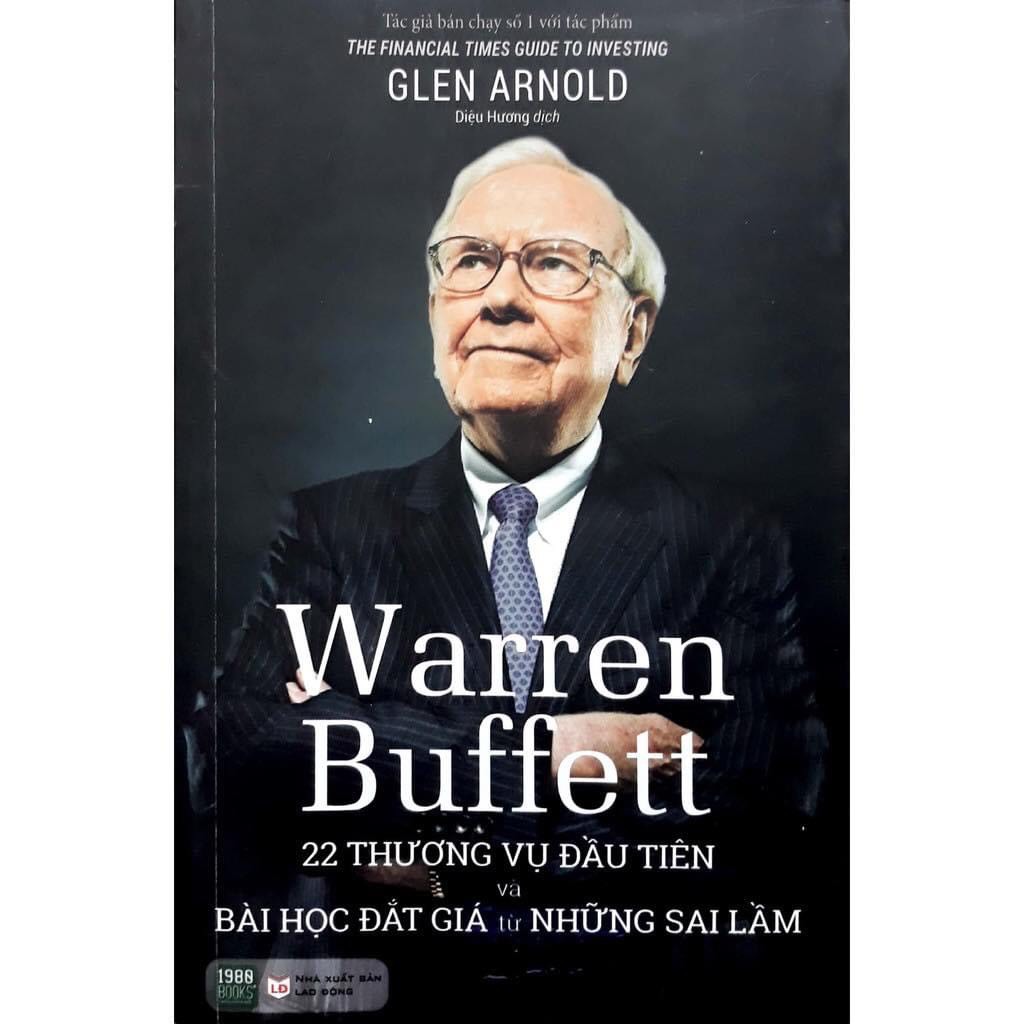 Tác giả bán chạy số 1 với tác phẩm
THE FINANCIAL TIMES GUIDE TO INVESTING
GLEN ARNOLD
Diệu Hương dịch
Warren
Buffett
22 THƯƠNG VỤ ĐẦU TIÊN
và
BÀI HỌC ĐẮT GIÁ từ NHỮNG SAI LẦM
1980
BOOKS
LĐ
NHÀ XUẤT BẢN
LAO ĐỘNG